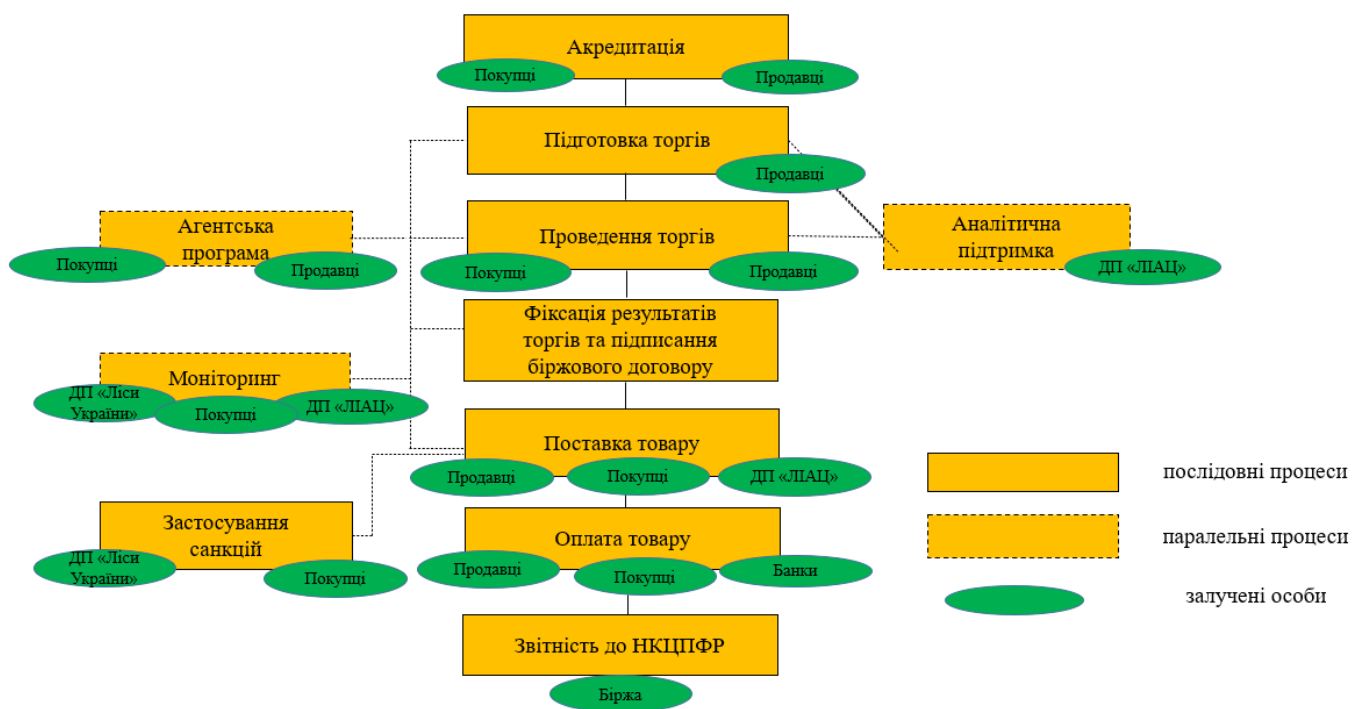 Акредитація
Покупці
Продавці
Підготовка торгів
Продавці
Агентська
програма
Покупці
Продавці
Проведення торгів
Покупці
Продавці
Аналітична
підтримка
ДП «ЛІАЦ»
Фіксація результатів
торгів та підписання
біржового договору
Моніторинг
ДП «Ліси
України»
Покупці
ДП «ЛІАЦ»
Поставка товару
Продавці
Покупці
ДП «ЛІАЦ»
послідовні процеси
Застосування
санкцій
ДП «Ліси
України»
Покупці
Оплата товару
Продавці
Покупці
Банки
паралельні процеси
залучені особи
Звітність до НКЦПФР
Біржа